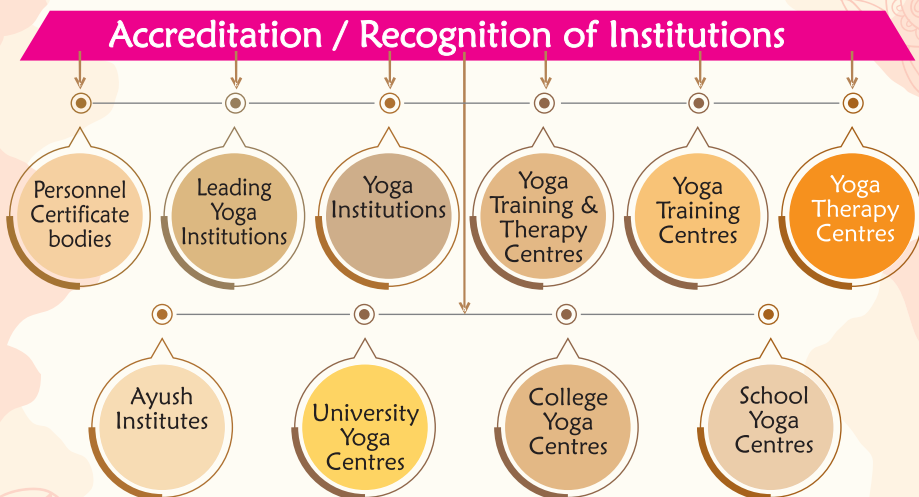 Accreditation / Recognition of Institutions
Personnel
Certificate
bodies
Leading
Yoga
Institutions
Yoga
Institutions
Yoga
Training &
Therapy
Centres
Yoga
Training
Centres
Yoga
Therapy
Centres
Ayush
Institutes
University
Yoga
Centres
College
Yoga
Centres
School
Yoga
Centres